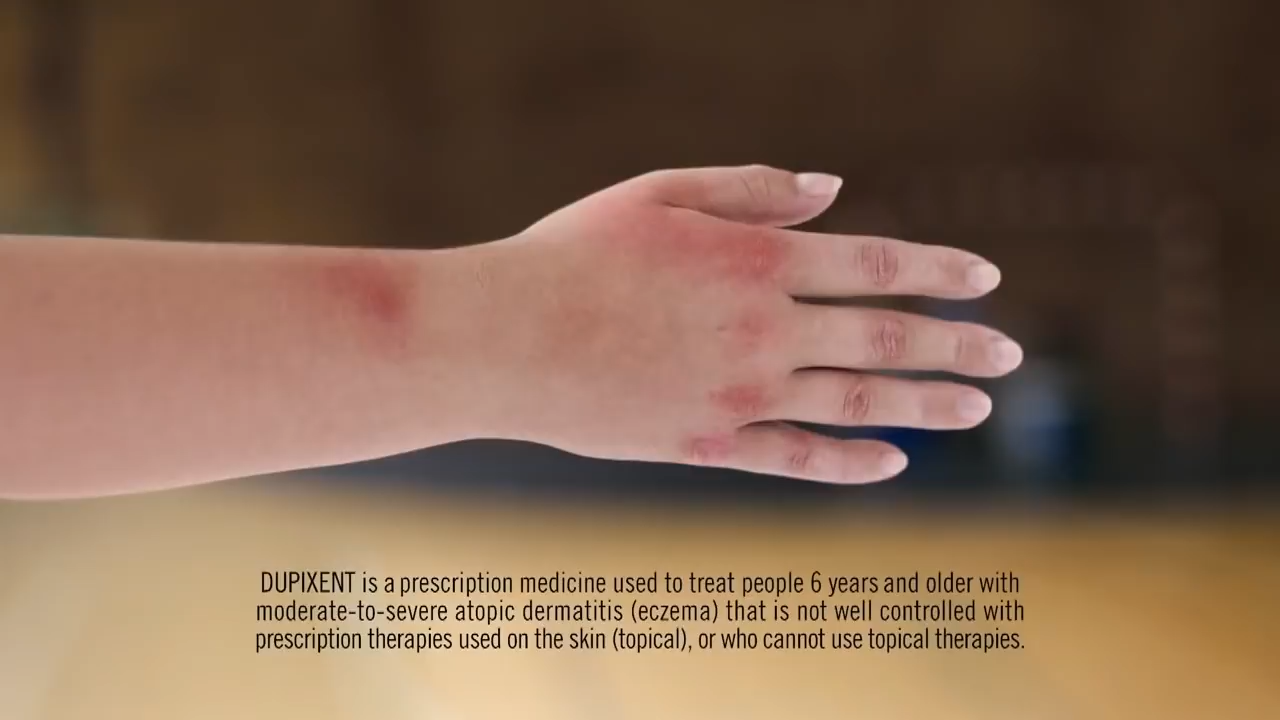 DUPIXENT is a prescription medicine used to treat people 6 years and older with
moderate-to-severe atopic dermatitis (eczema) that is not well controlled with
prescription therapies used on the skin (topical), or who cannot use topical therapies.